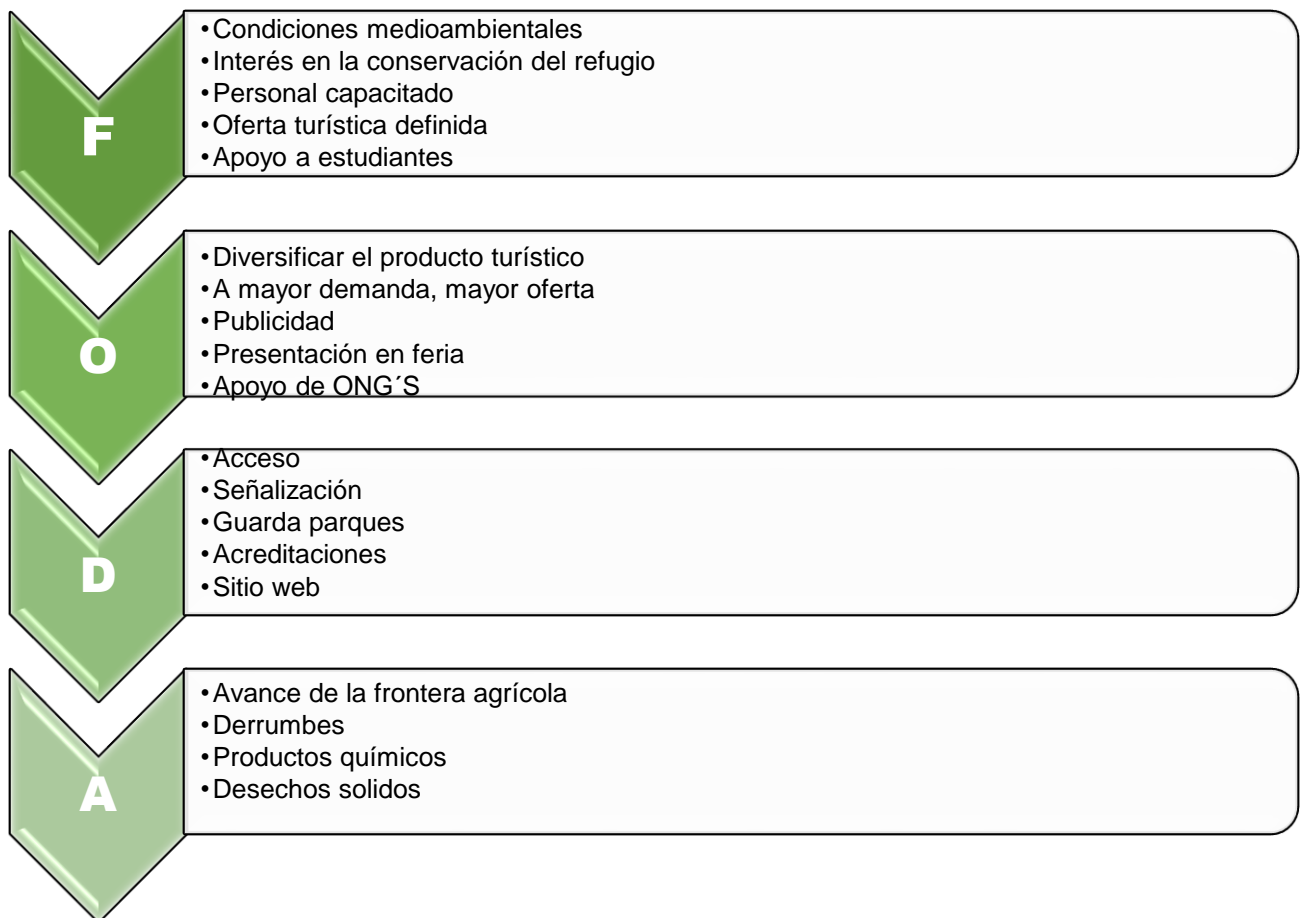 F
•Condiciones medioambientales
•Interés en la conservación del refugio
•Personal capacitado
•Oferta turística definida
•Apoyo a estudiantes
O
•Diversificar el producto turístico
•A mayor demanda, mayor oferta
•Publicidad
•Presentación en feria
•Apoyo de ONG´S
D
•Acceso
•Señalización
•Guarda parques
•Acreditaciones
•Sitio web
A
•Avance de la frontera agrícola
•Derrumbes
•Productos químicos
•Desechos solidos